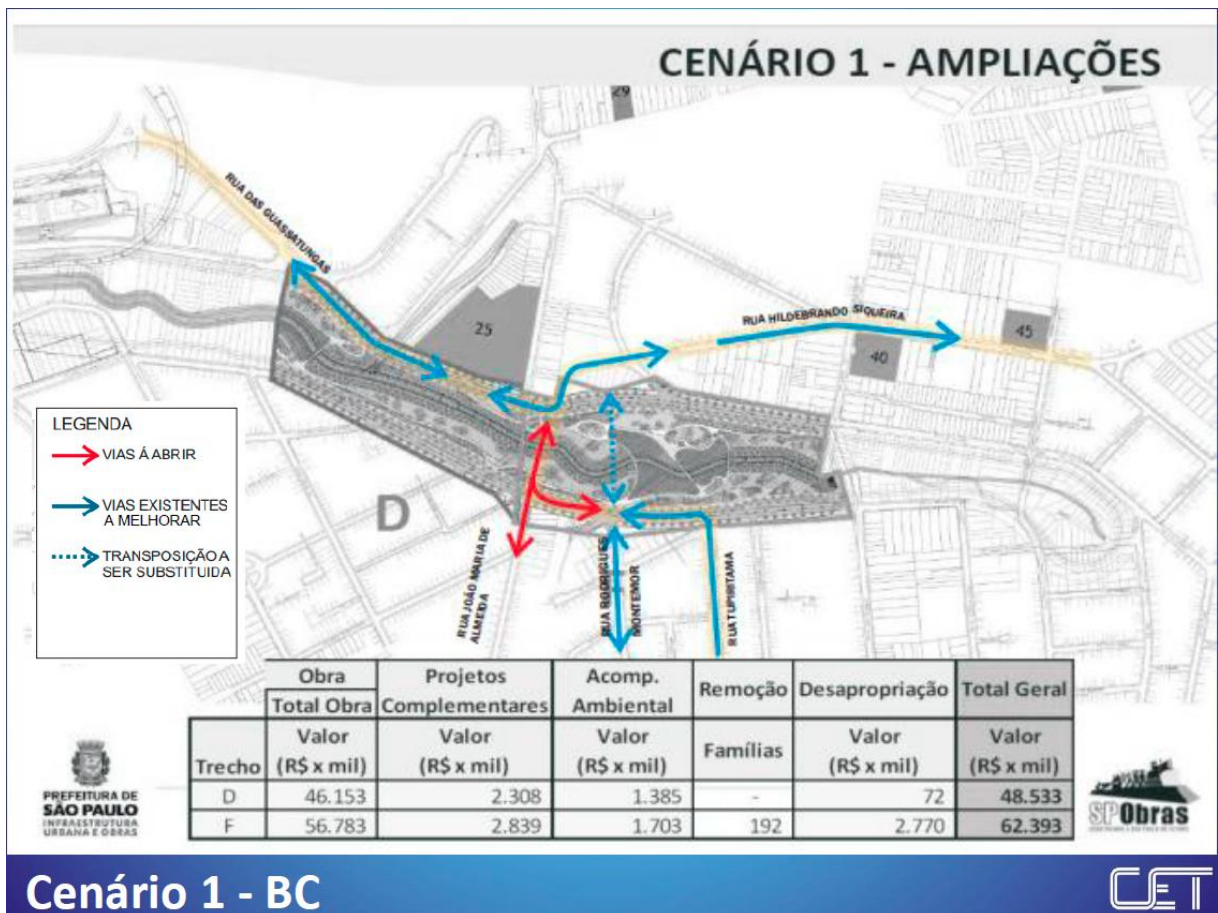 CENÁRIO 1 - AMPLIAÇÕES
29
RUA DAS GUASSATUNGAS
25
RUA HILDEBRANDO SIQUEIRA
45
40
LEGENDA
VIAS Á ABRIR
VIAS EXISTENTES
A MELHORAR
TRANSPOSIÇÃO A
SER SUBSTITUIDA
D
RUA JOÃO MARIA DE
ALMEIDA
RUA RODRIGUES
MONTEMOR
RUA TUPIRITAMA
Obra Projetos Acomp. Remoção Desapropriação Total Geral
Total Obra Complementares Ambiental
Valor Valor Valor Famílias Valor Valor
Trecho (R$ x mil) (R$ x mil) (R$ x mil) (R$ x mil) (R$ x mil)
D 46.153 2.308 1.385 - 72 48.533
F 56.783 2.839 1.703 192 2.770 62.393
PREFEITURA DE
SÃO PAULO
INFRAESTRUTURA
URBANA E OBRAS
SPObras
Cenário 1 - BC
CET